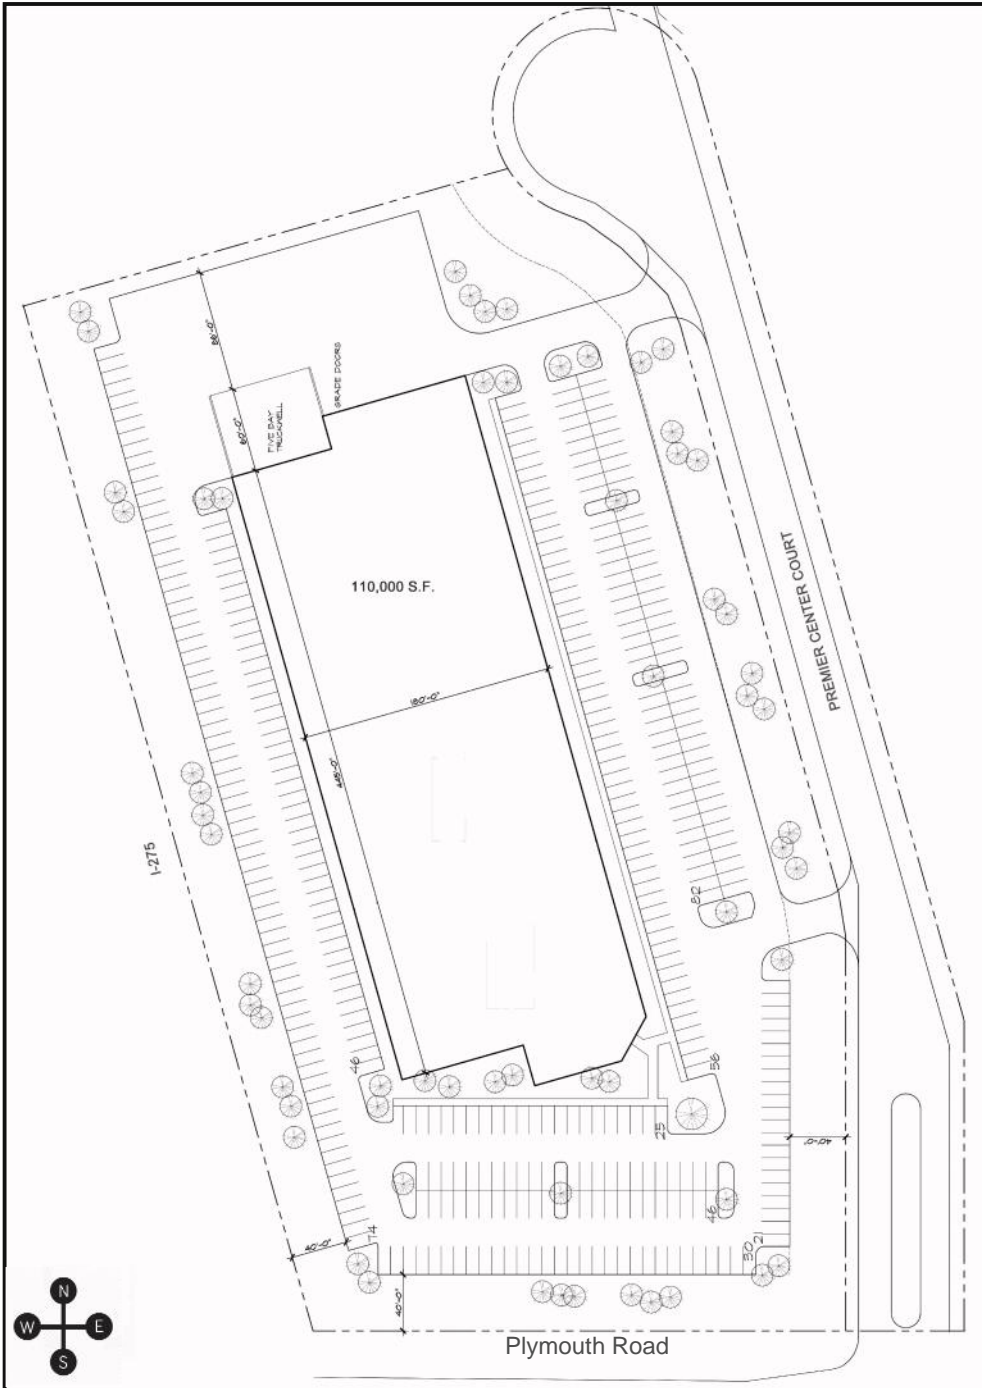 86'-0"
GRADE DOORS
60'-0"
FIVE BAY
TRUCKWELL
110,000 S.F.
PREMIER CENTER COURT
180'-0"
448'-0"
I-275
82
46
56
25
40'-0"
46
74
30
21
40'-0"
40'-0"
N
W
E
S
Plymouth Road